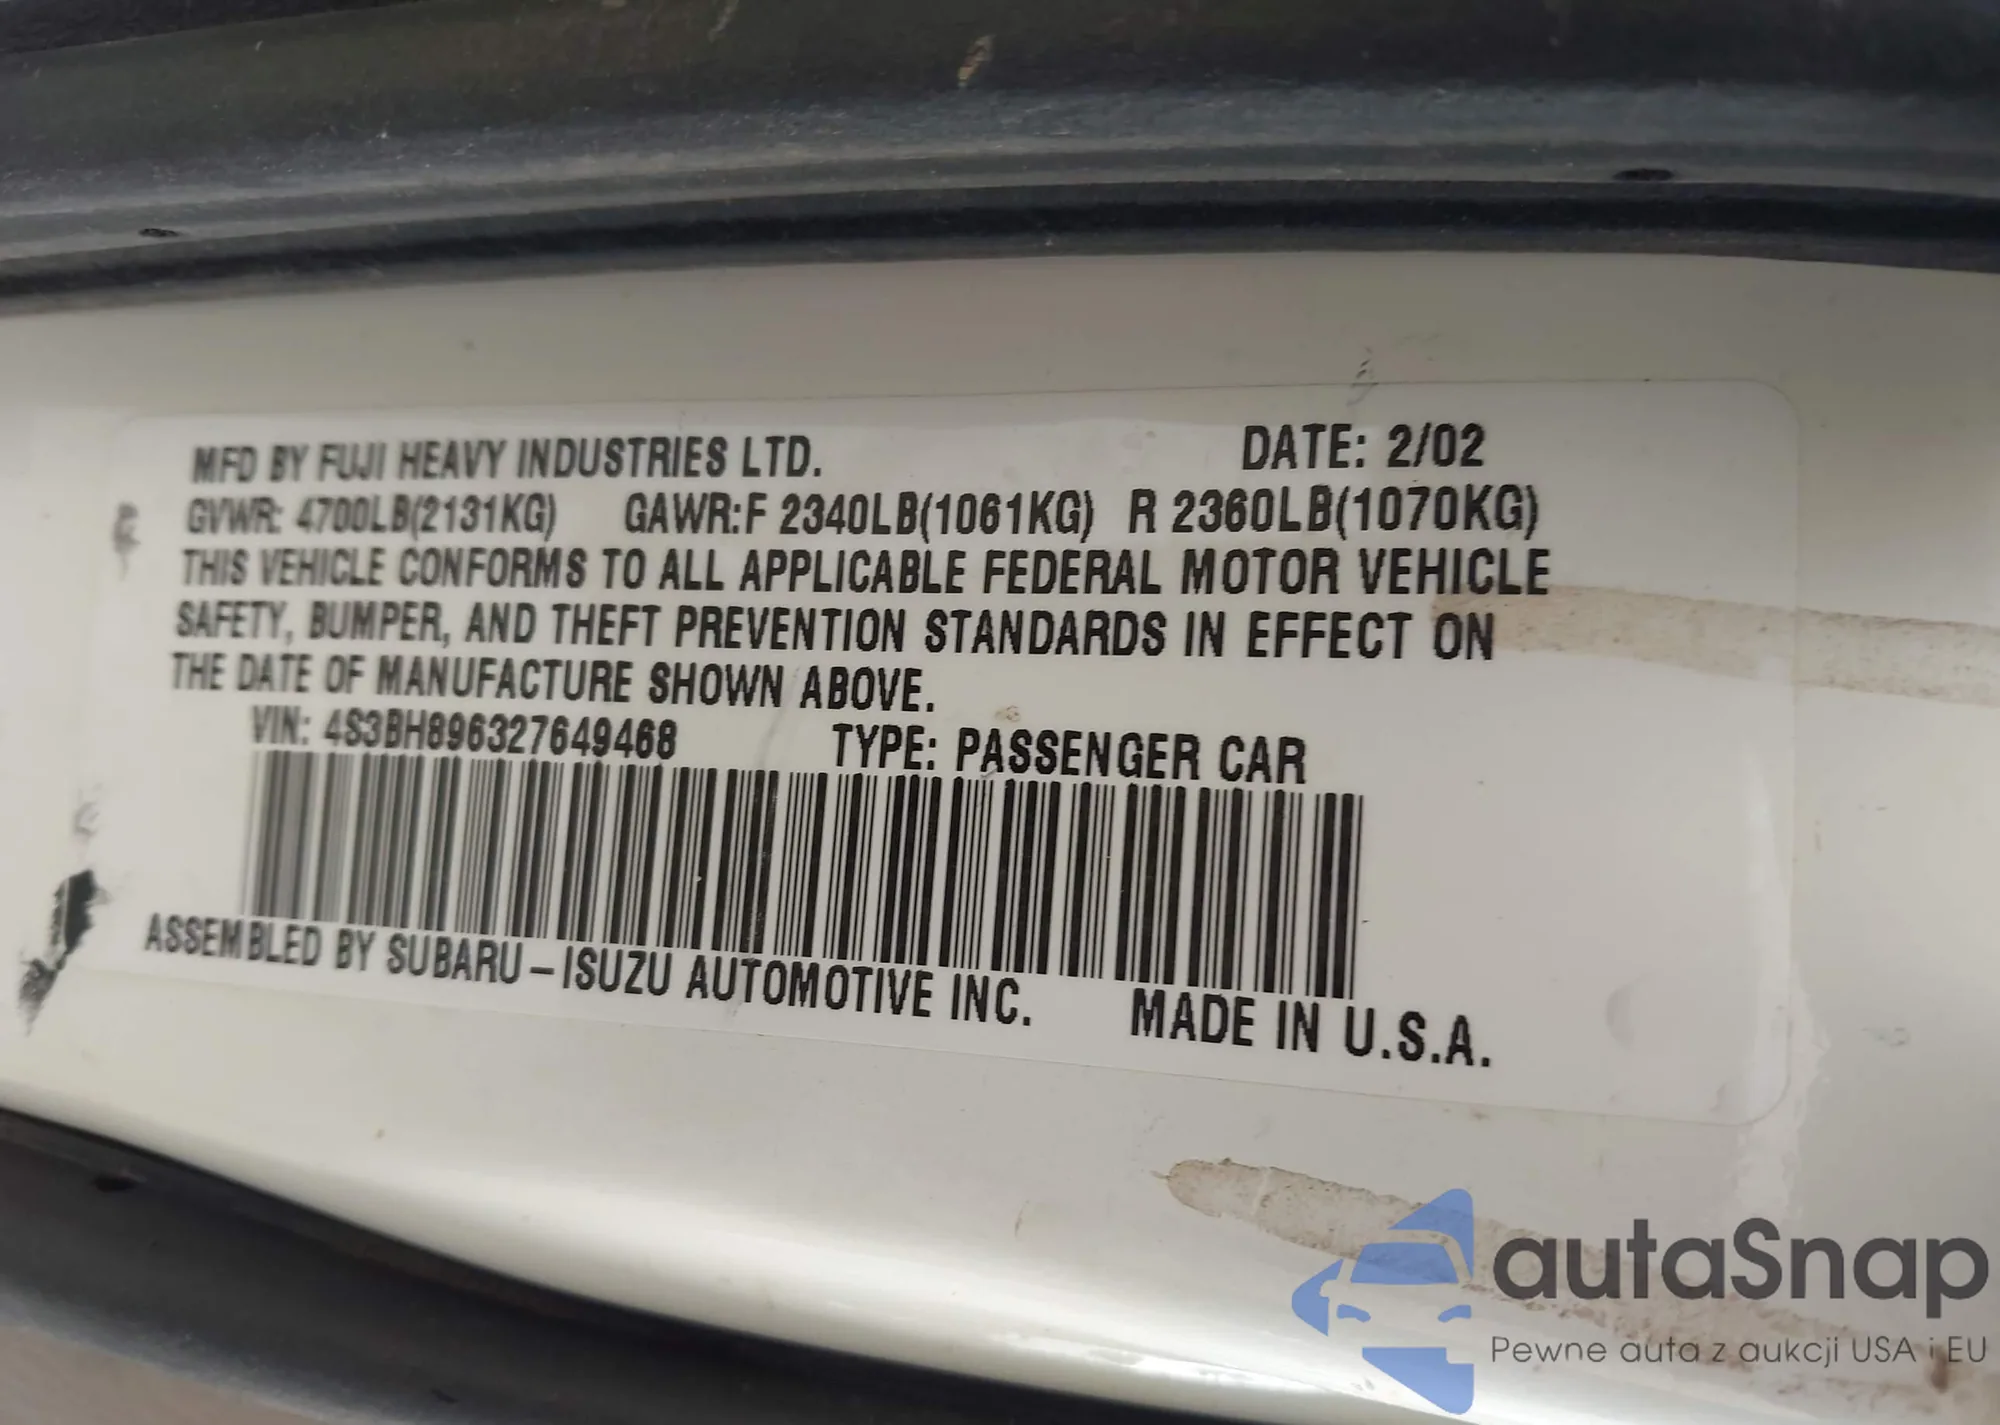 MFD BY FUJI HEAVY INDUSTRIES LTD. DATE: 2/02
GVWR: 4700LB(2131KG) GAWR:F 2340LB(1061KG) R 2360LB(1070KG)
THIS VEHICLE CONFORMS TO ALL APPLICABLE FEDERAL MOTOR VEHICLE
SAFETY, BUMPER, AND THEFT PREVENTION STANDARDS IN EFFECT ON
THE DATE OF MANUFACTURE SHOWN ABOVE.
VIN: 4S3BH896327649468 TYPE: PASSENGER CAR
ASSEMBLED BY SUBARU-ISUZU AUTOMOTIVE INC. MADE IN U.S.A.
autaSnap
Pewne auta z aukcji USA i EU